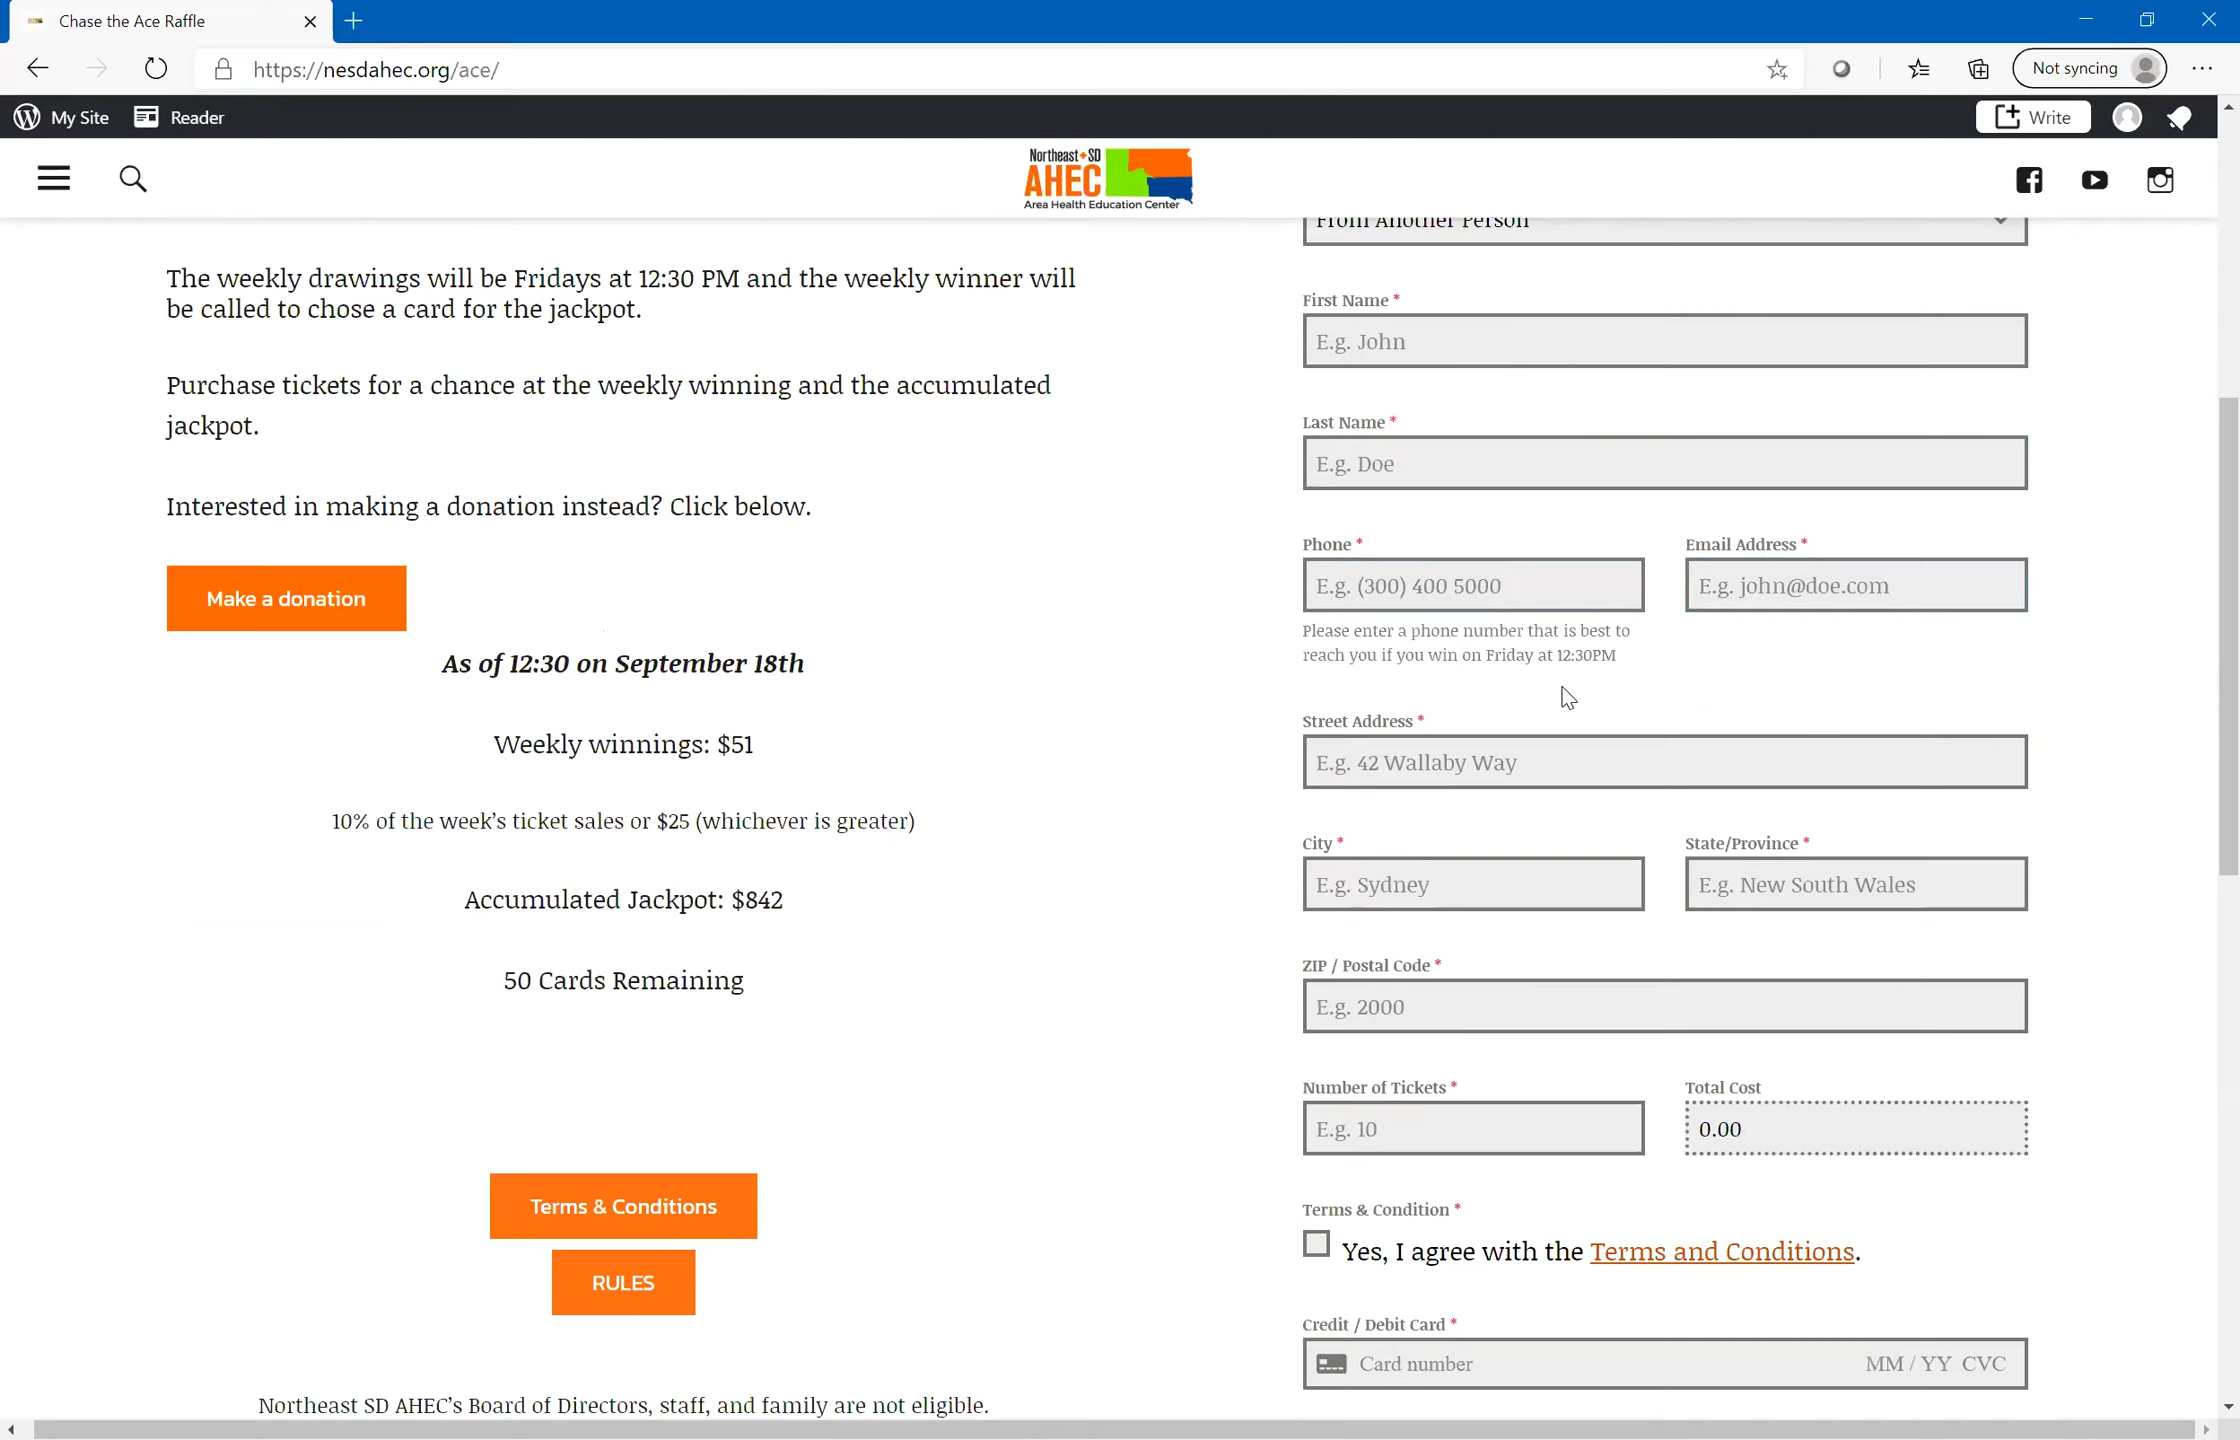 Chase the Ace Raffle
https://nesdahec.org/ace/
Not syncing
My Site
Reader
Write
Northeast SD
AHEC
Area Health Education Center
From Another Person
The weekly drawings will be Fridays at 12:30 PM and the weekly winner will
be called to chose a card for the jackpot.
Purchase tickets for a chance at the weekly winning and the accumulated
jackpot.
Interested in making a donation instead? Click below.
Make a donation
As of 12:30 on September 18th
Weekly winnings: $51
10% of the week’s ticket sales or $25 (whichever is greater)
Accumulated Jackpot: $842
50 Cards Remaining
Terms & Conditions
RULES
Northeast SD AHEC’s Board of Directors, staff, and family are not eligible.
First Name *
E.g. John
Last Name *
E.g. Doe
Phone *
E.g. (300) 400 5000
Please enter a phone number that is best to
reach you if you win on Friday at 12:30PM
Email Address *
E.g. john@doe.com
Street Address *
E.g. 42 Wallaby Way
City *
E.g. Sydney
State/Province *
E.g. New South Wales
ZIP / Postal Code *
E.g. 2000
Number of Tickets *
E.g. 10
Total Cost
0.00
Terms & Condition *
Yes, I agree with the Terms and Conditions.
Credit / Debit Card *
Card number MM / YY CVC